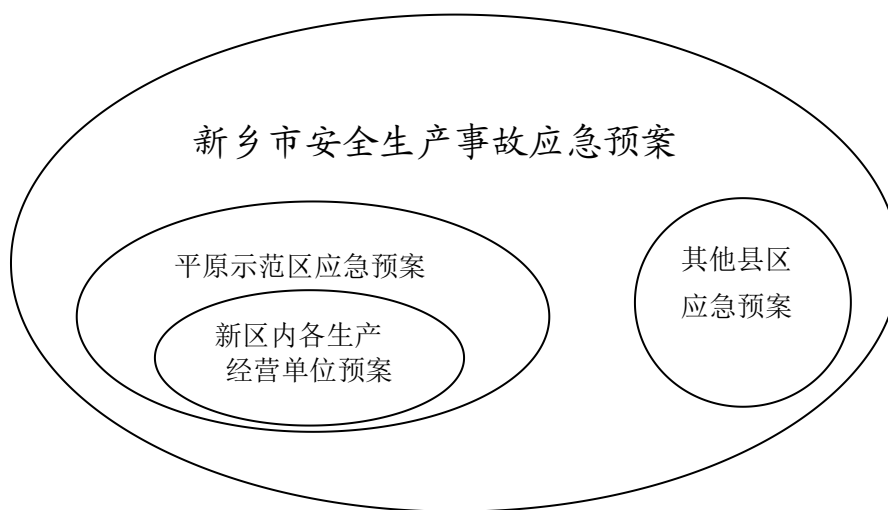 新乡市安全生产事故应急预案
平原示范区应急预案
新区内各生产
经营单位预案
其他县区
应急预案